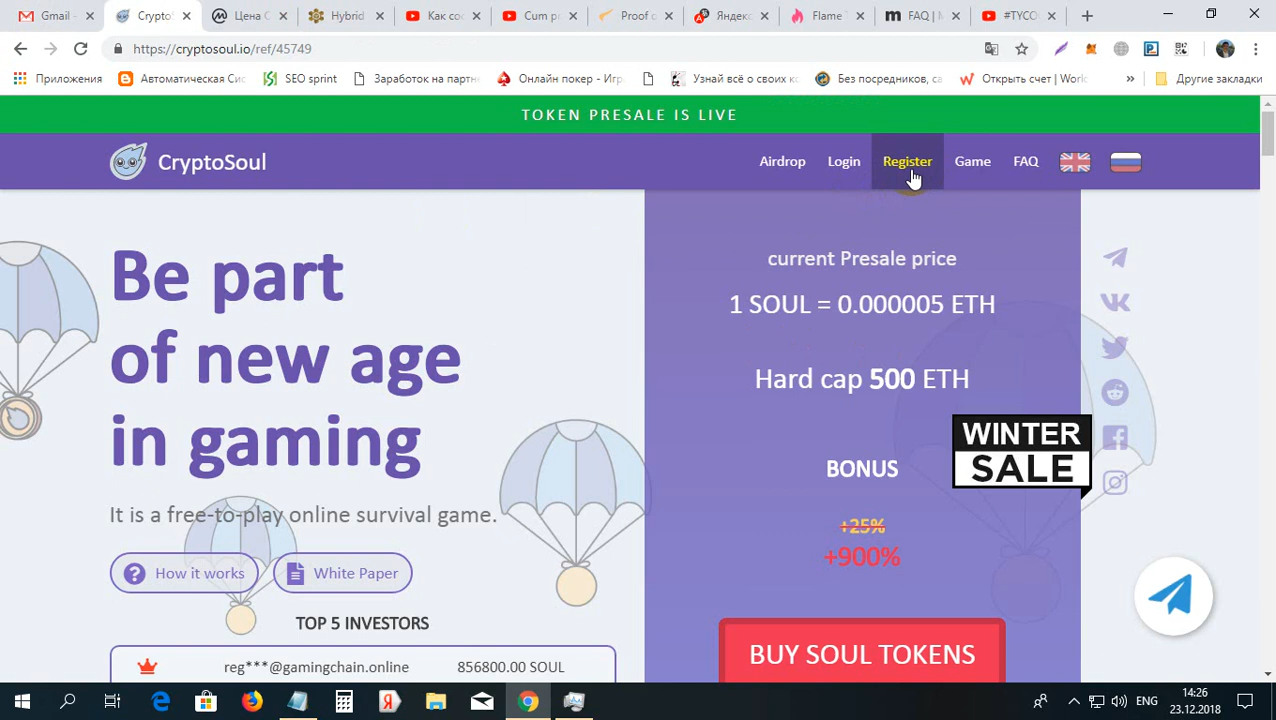 Gmail -
Crypto
Цена C
Hybrid
Как со
Cum p
Proof c
Яндек
Flame
FAQ | M
#TYCO
https://cryptosoul.io/ref/45749
Приложения
Автоматическая Сис
SEO sprint
Заработок на партн
Онлайн покер - Игр
Узнай всё о своих ко
Без посредников, са
Открыть счет | Worl
»
Другие закладки
TOKEN PRESALE IS LIVE
CryptoSoul
Airdrop
Login
Register
Game
FAQ
Be part
of new age
in gaming
It is a free-to-play online survival game.
How it works
White Paper
TOP 5 INVESTORS
reg***@gamingchain.online
856800.00 SOUL
current Presale price
1 SOUL = 0.000005 ETH
Hard cap 500 ETH
WINTER
SALE
BONUS
+25%
+900%
BUY SOUL TOKENS
ENG
14:26
23.12.2018